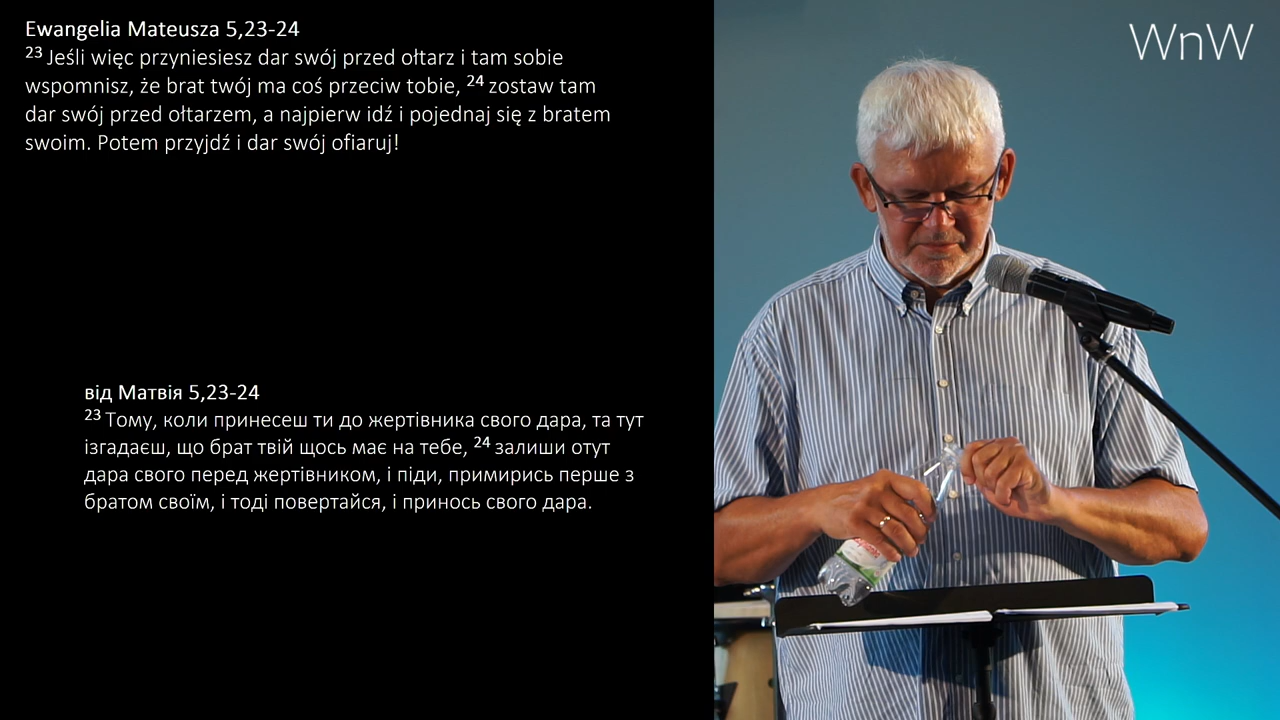 Ewangelia Mateusza 5,23-24
23 Jeśli więc przyniesiesz dar swój przed ołtarz i tam sobie
wspomnisz, że brat twój ma coś przeciw tobie, 24 zostaw tam
dar swój przed ołtarzem, a najpierw idź i pojednaj się z bratem
swoim. Potem przyjdź i dar swój ofiaruj!
від Матвія 5,23-24
23 Тому, коли принесеш ти до жертівника свого дара, та тут
ізгадаєш, що брат твій щось має на тебе, 24 залиши отут
дара свого перед жертівником, і піди, примирись перше з
братом своїм, і тоді повертайся, і принось свого дара.
WnW